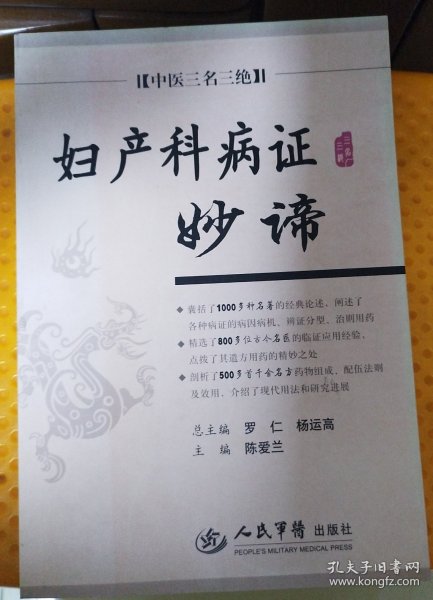 【中医三名三绝】
妇产科病证
三名
三绝
妙谛
◆囊括了1000多种名著的经典论述、阐述了
各种病证的病因病机、辨证分型、治则用药
◆精选了800多位古今名医的临证应用经验，
点拨了其遣方用药的精妙之处
◆剖析了500多首千金名方药物组成、配伍法则
及效用，介绍了现代用法和研究进展
总主编 罗仁 杨运高
主编 陈爱兰
人民军医出版社
PEOPLE'S MILITARY MEDICAL PRESS
孔夫子旧书网
www.kongfz.com